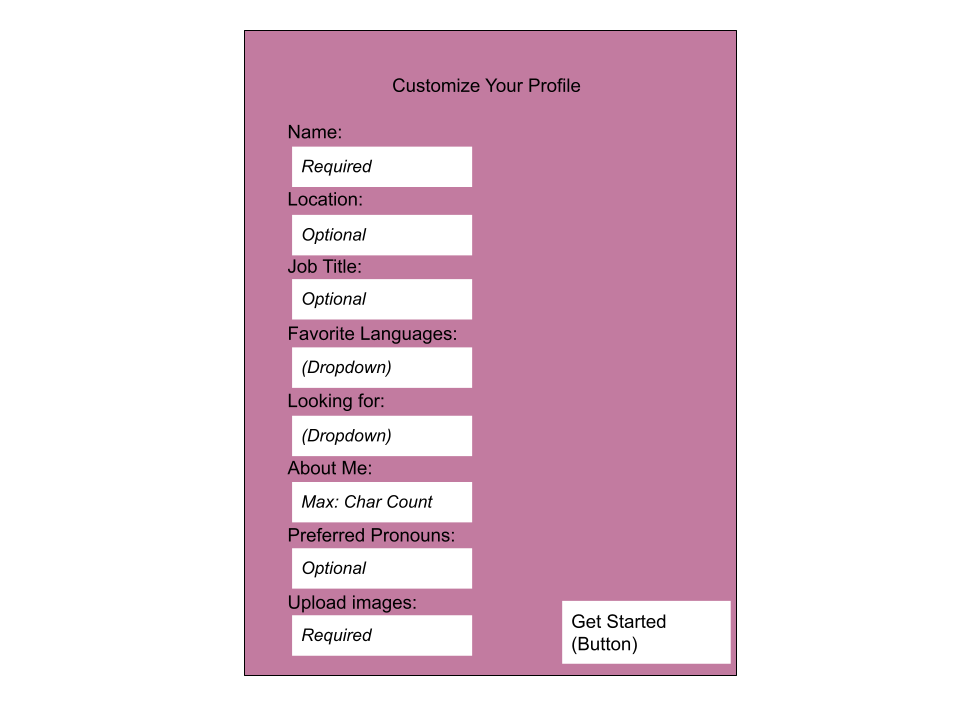 Customize Your Profile
Name:
Required
Location:
Optional
Job Title:
Optional
Favorite Languages:
(Dropdown)
Looking for:
(Dropdown)
About Me:
Max: Char Count
Preferred Pronouns:
Optional
Upload images:
Required
Get Started
(Button)